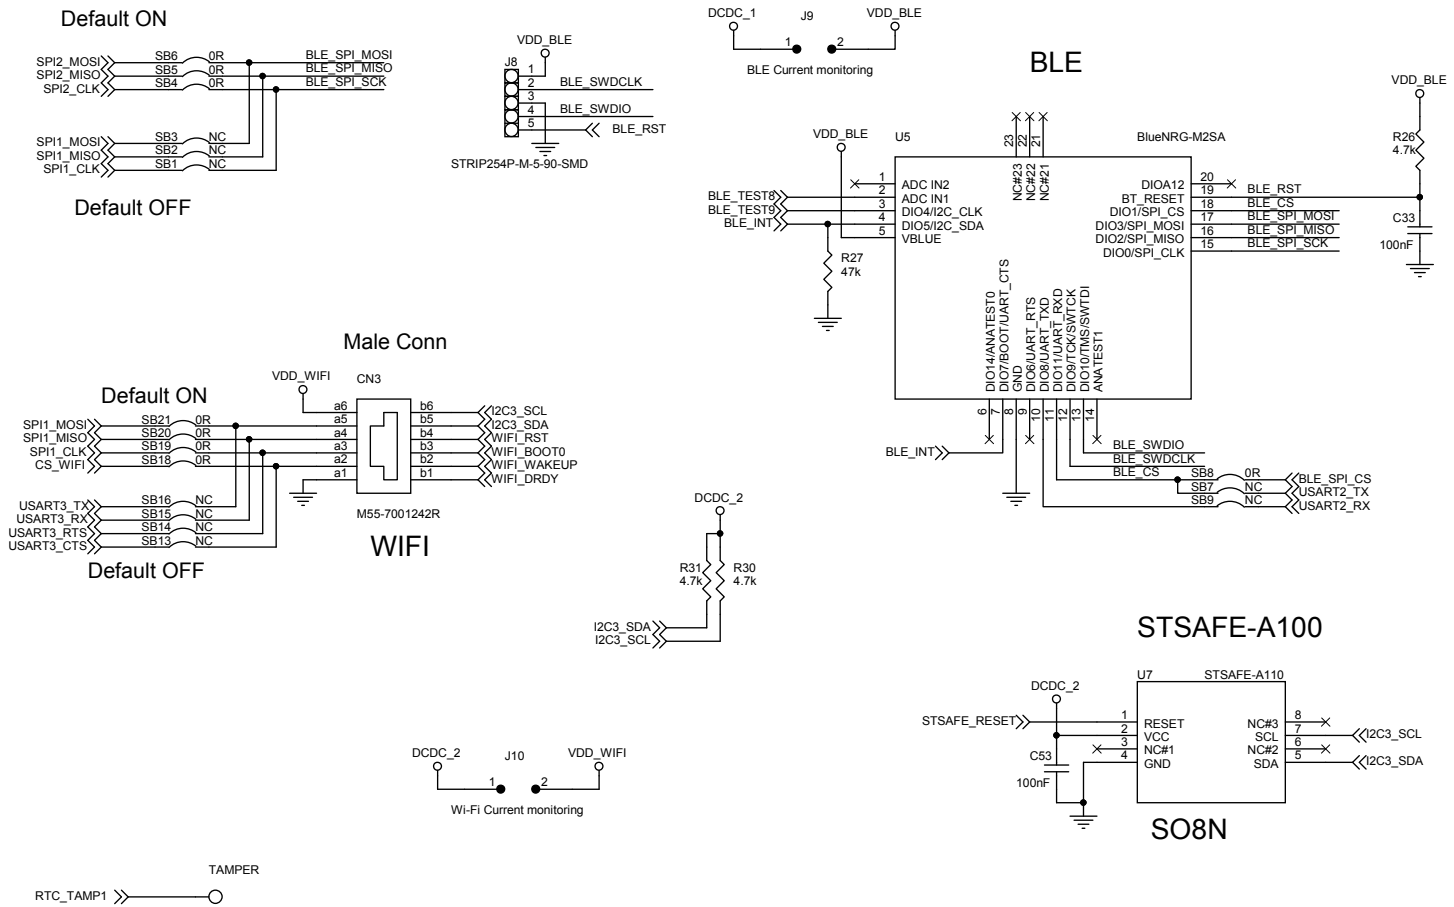 Default ON
SPI2_MOSI SB6 0R BLE_SPI_MOSI
SPI2_MISO SB5 0R BLE_SPI_MISO
SPI2_CLK SB4 0R BLE_SPI_SCK
SPI1_MOSI SB3 NC
SPI1_MISO SB2 NC
SPI1_CLK SB1 NC
Default OFF
VDD_BLE
J8
1
2 BLE_SWDCLK
3
4 BLE_SWDIO
5 BLE_RST
STRIP254P-M-5-90-SMD
DCDC_1 J9 VDD_BLE
1 2
BLE Current monitoring
BLE
VDD_BLE
R26
4.7k
C33
100nF
VDD_BLE U5 BlueNRG-M2SA
23 22 21
NC#23 NC#22 NC#21
1 ADC IN2
BLE_TEST8 2 ADC IN1
BLE_TEST9 3 DIO4/I2C_CLK
BLE_INT 4 DIO5/I2C_SDA
5 VBLUE
R27
47k
DIOA12 20
BT_RESET 19 BLE_RST
DIO1/SPI_CS 18 BLE_CS
DIO3/SPI_MOSI 17 BLE_SPI_MOSI
DIO2/SPI_MISO 16 BLE_SPI_MISO
DIO0/SPI_CLK 15 BLE_SPI_SCK
DIO14/ANATEST0
DIO7/BOOT/UART_CTS
GND
DIO6/UART_RTS
DIO8/UART_TXD
DIO11/UART_RXD
DIO9/TCK/SWTCK
DIO10/TMS/SWTDI
ANATEST1
6 7 8 9 10 11 12 13 14
BLE_INT
BLE_SWDIO
BLE_SWDCLK
BLE_CS SB8 0R BLE_SPI_CS
SB7 NC USART2_TX
SB9 NC USART2_RX
Male Conn
VDD_WIFI CN3
Default ON
SPI1_MOSI SB21 0R
SPI1_MISO SB20 0R
SPI1_CLK SB19 0R
CS_WIFI SB18 0R
USART3_TX SB16 NC
USART3_RX SB15 NC
USART3_RTS SB14 NC
USART3_CTS SB13 NC
Default OFF
a6 b6 I2C3_SCL
a5 b5 I2C3_SDA
a4 b4 WIFI_RST
a3 b3 WIFI_BOOT0
a2 b2 WIFI_WAKEUP
a1 b1 WIFI_DRDY
M55-7001242R
WIFI
DCDC_2
R31 R30
4.7k 4.7k
I2C3_SDA
I2C3_SCL
STSAFE-A100
U7 STSAFE-A110
DCDC_2
STSAFE_RESET 1 RESET
2 VCC
3 NC#1
4 GND
C53
100nF
NC#3 8
SCL 7 I2C3_SCL
NC#2 6
SDA 5 I2C3_SDA
SO8N
DCDC_2 J10 VDD_WIFI
1 2
Wi-Fi Current monitoring
TAMPER
RTC_TAMP1